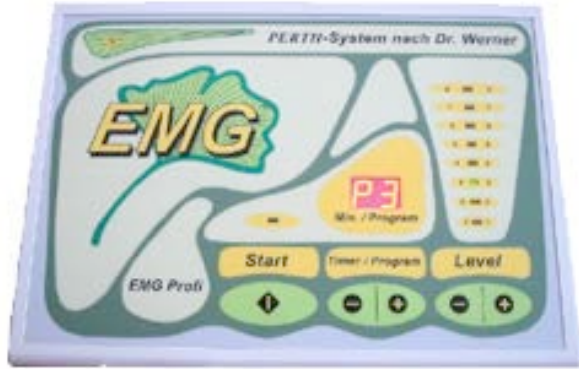 PERTH-System nach Dr. Werner
EMG
P3
Min. / Program
Start
Timer / Program
Level
EMG Profi